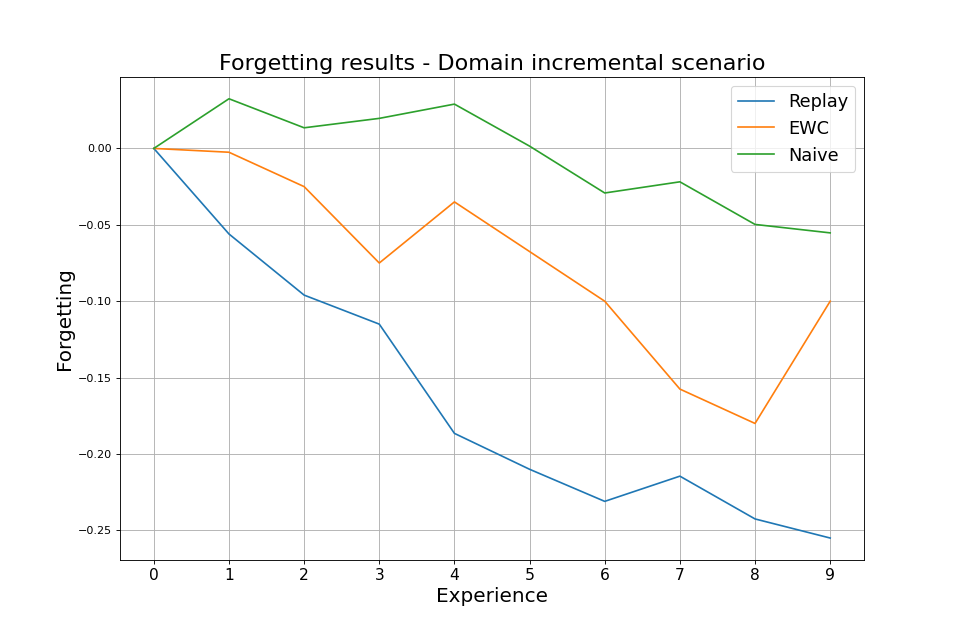 Forgetting results - Domain incremental scenario
Replay
EWC
Naive
0.00
−0.05
−0.10
−0.15
−0.20
−0.25
Forgetting
0 1 2 3 4 5 6 7 8 9
Experience